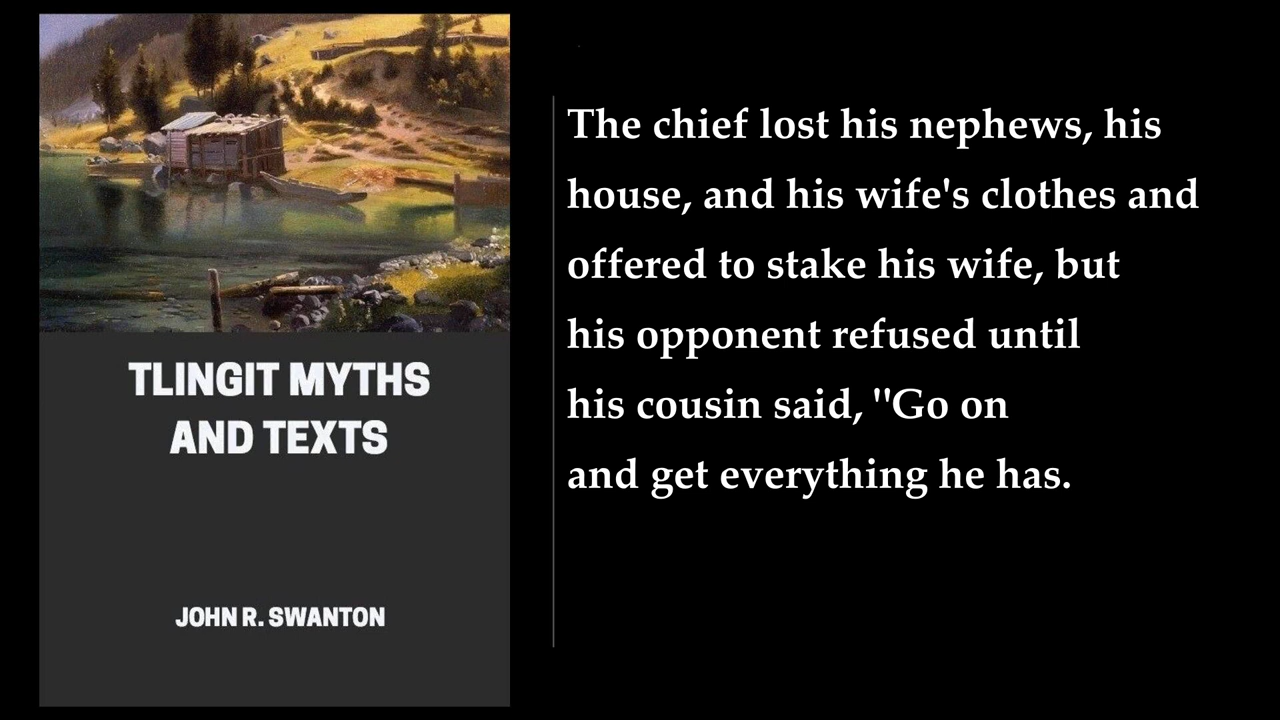 TLINGIT MYTHS
AND TEXTS
JOHN R. SWANTON
The chief lost his nephews, his
house, and his wife's clothes and
offered to stake his wife, but
his opponent refused until
his cousin said, "Go on
and get everything he has.